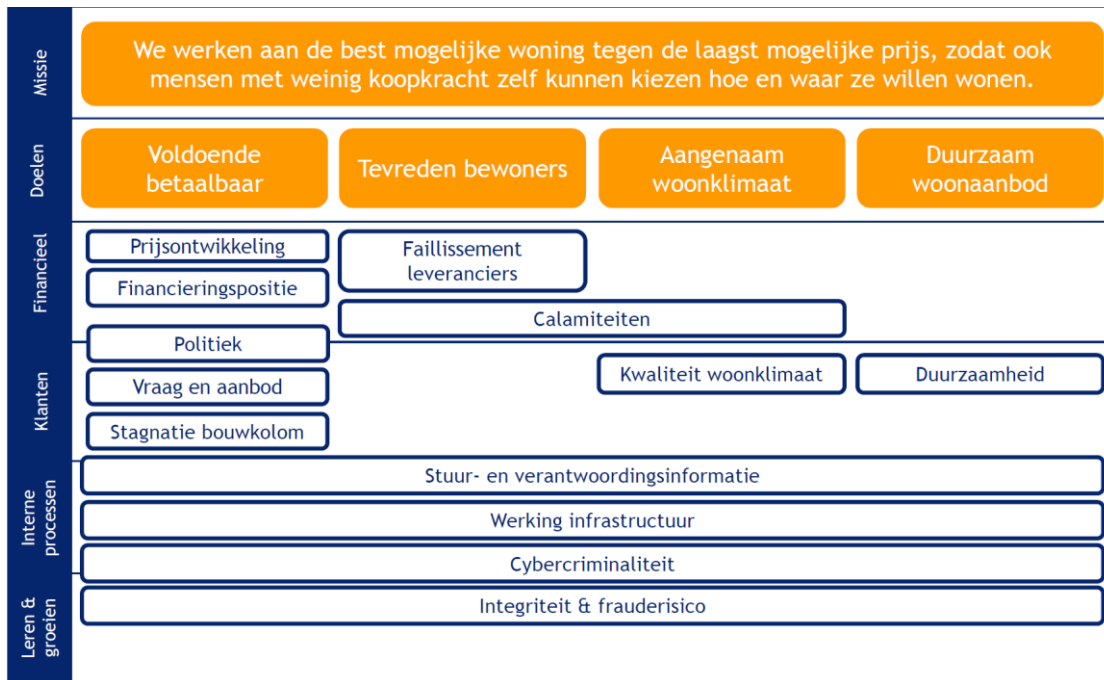 Missie
We werken aan de best mogelijke woning tegen de laagst mogelijke prijs, zodat ook
mensen met weinig koopkracht zelf kunnen kiezen hoe en waar ze willen wonen.
Doelen
Voldoende
betaalbaar
Tevreden bewoners
Aangenaam
woonklimaat
Duurzaam
woonaanbod
Financieel
Prijsontwikkeling
Financieringspositie
Faillissement
leveranciers
Calamiteiten
Politiek
Klanten
Vraag en aanbod
Stagnatie bouwkolom
Kwaliteit woonklimaat
Duurzaamheid
Interne
processen
Stuur- en verantwoordingsinformatie
Werking infrastructuur
Cybercriminaliteit
Leren &
groeien
Integriteit & frauderisico